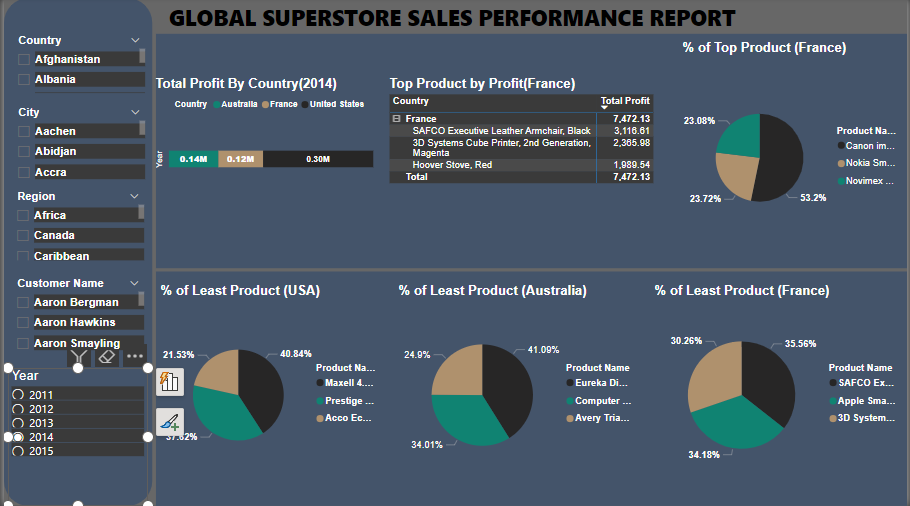 GLOBAL SUPERSTORE SALES PERFORMANCE REPORT
Country
Afghanistan
Albania
City
Aachen
Abidjan
Accra
Region
Africa
Canada
Caribbean
Customer Name
Aaron Bergman
Aaron Hawkins
Aaron Smayling
Year
2011
2012
2013
2014
2015
Total Profit By Country(2014)
Country Australia France United States
Year
0.14M 0.12M 0.30M
Top Product by Profit(France)
Country Total Profit
France 7,472.13
SAFCO Executive Leather Armchair, Black 3,116.61
3D Systems Cube Printer, 2nd Generation, 2,365.98
Magenta
Hoover Stove, Red 1,989.54
Total 7,472.13
% of Top Product (France)
23.08%
23.72%
53.2%
Product Na...
Canon im...
Nokia Sm...
Novimex ...
% of Least Product (USA)
21.53%
40.84%
37.62%
Product Na...
Maxell 4....
Prestige ...
Acco Ec...
% of Least Product (Australia)
24.9%
41.09%
34.01%
Product Name
Eureka Di...
Computer ...
Avery Tria...
% of Least Product (France)
30.26%
35.56%
34.18%
Product Name
SAFCO Ex...
Apple Sma...
3D System...